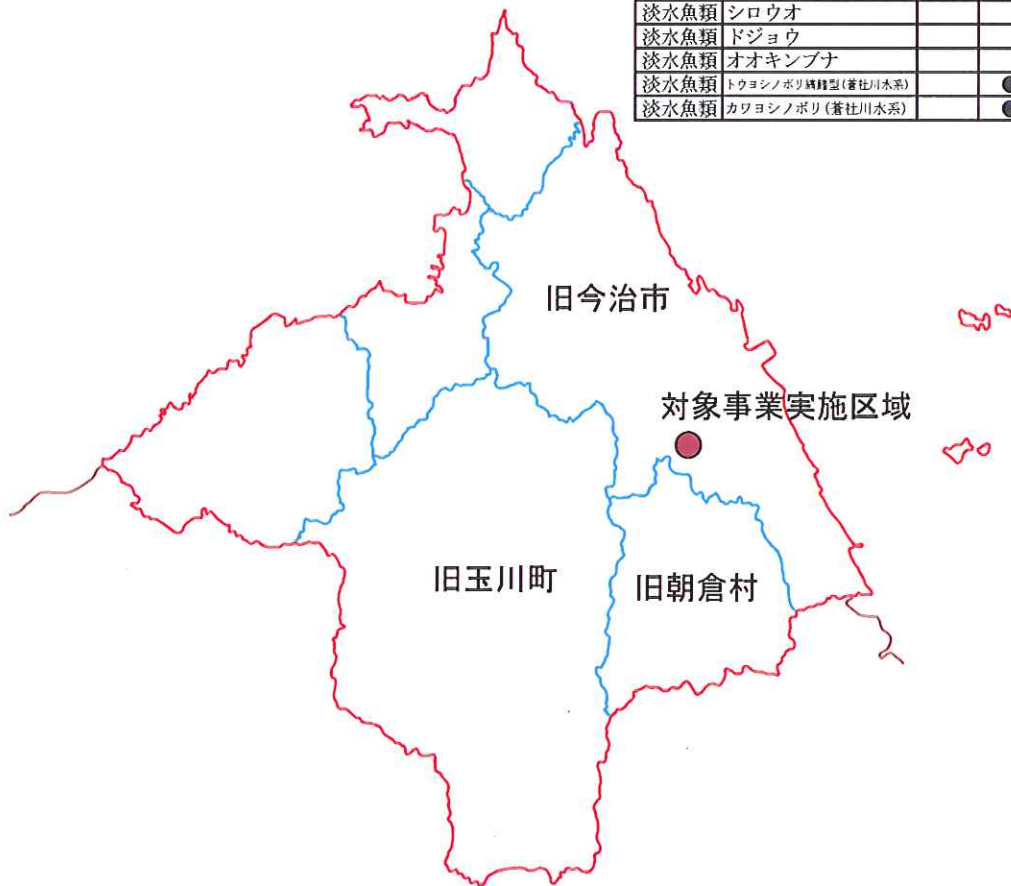 淡水魚類 シロウオ
淡水魚類 ドジョウ
淡水魚類 オオキンブナ
淡水魚類 トウヨシノボリ縞鰭型(蒼社川水系) ●
淡水魚類 カワヨシノボリ(蒼社川水系) ●
旧今治市
対象事業実施区域
旧玉川町
旧朝倉村